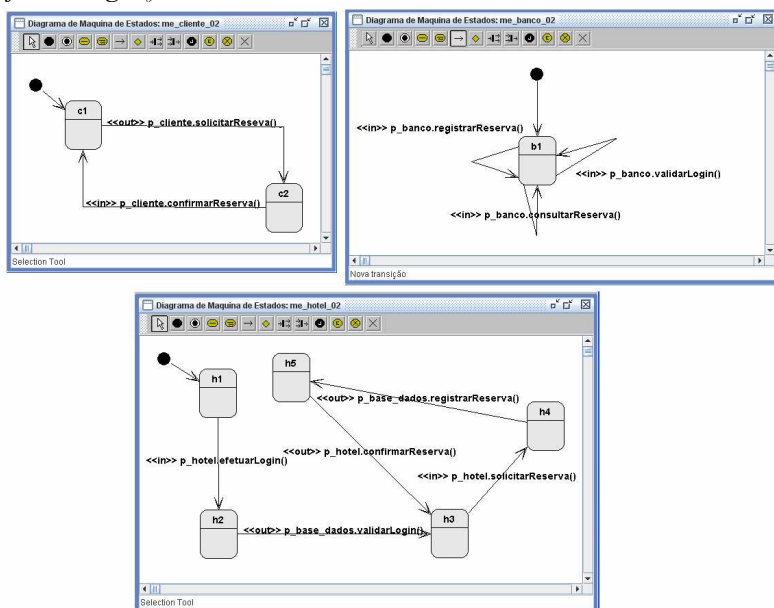 Diagrama de Maquina de Estados: me_cliente_02
c1
<<out>> p_cliente.solicitarReseva()
c2
<<in>> p_cliente.confirmarReserva()
Selection Tool
Diagrama de Maquina de Estados: me_banco_02
<<in>> p_banco.registrarReserva()
b1
<<in>> p_banco.validarLogin()
<<in>> p_banco.consultarReserva()
Nova transição
Diagrama de Maquina de Estados: me_hotel_02
h5
h1
<<out>> p_base_dados.registrarReserva()
h4
<<out>> p_hotel.confirmarReserva()
<<in>> p_hotel.efetuarLogin()
<<in>> p_hotel.solicitarReserva()
h2
h3
<<out>> p_base_dados.validarLogin()
Selection Tool